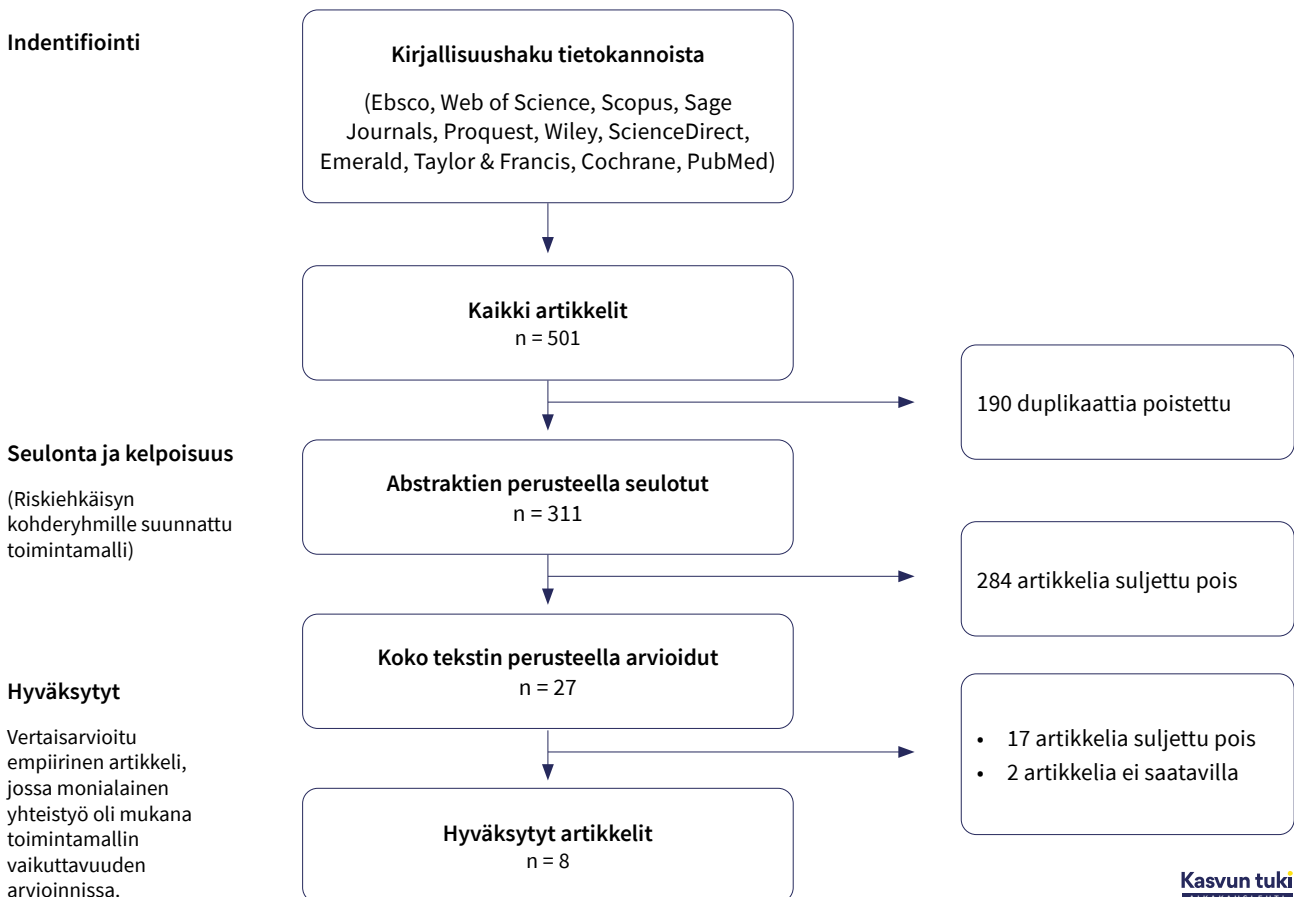 Indentifiointi
Kirjallisuushaku tietokannoista
(Ebsco, Web of Science, Scopus, Sage
Journals, Proquest, Wiley, ScienceDirect,
Emerald, Taylor & Francis, Cochrane, PubMed)
Kaikki artikkelit
n = 501
190 duplikaattia poistettu
Seulonta ja kelpoisuus
(Riskiehkäisyn
kohderyhmille suunnattu
toimintamalli)
Abstraktien perusteella seulotut
n = 311
284 artikkelia suljettu pois
Koko tekstin perusteella arvioidut
n = 27
Hyväksytyt
Vertaisarvioitu
empiirinen artikkeli,
jossa monialainen
yhteistyö oli mukana
toimintamallin
vaikuttavuuden
arvioinnissa.
• 17 artikkelia suljettu pois
• 2 artikkelia ei saatavilla
Hyväksytyt artikkelit
n = 8
Kasvun tuki